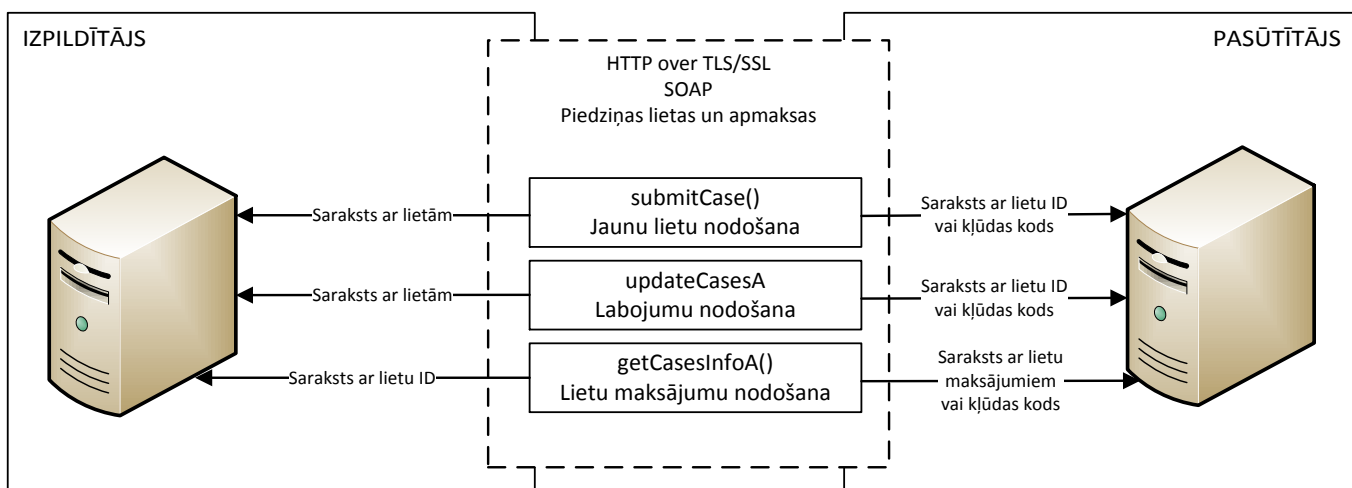 IZPILDĪTĀJS
PASŪTĪTĀJS
HTTP over TLS/SSL
SOAP
Piedziņas lietas un apmaksas
Saraksts ar lietām
submitCase()
Jaunu lietu nodošana
Saraksts ar lietu ID
vai kļūdas kods
Saraksts ar lietām
updateCasesA
Labojumu nodošana
Saraksts ar lietu ID
vai kļūdas kods
Saraksts ar lietu ID
getCasesInfoA()
Lietu maksājumu nodošana
Saraksts ar lietu
maksājumiem
vai kļūdas kods